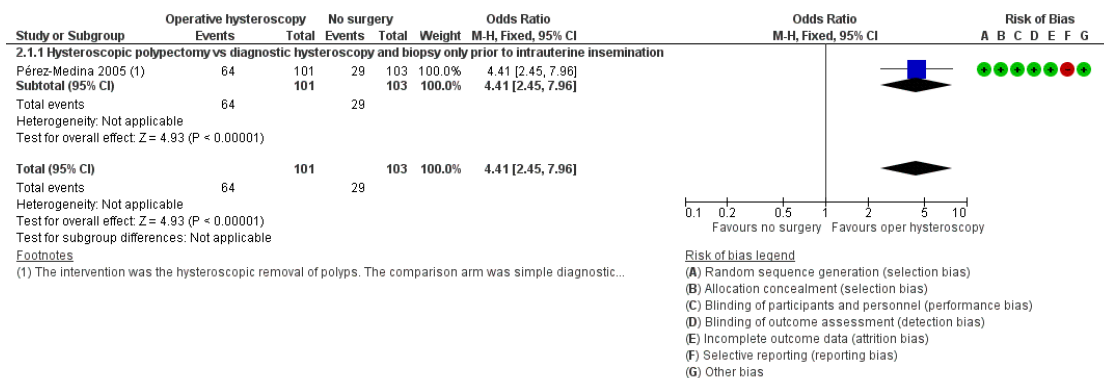 Operative hysteroscopy No surgery Odds Ratio Odds Ratio Risk of Bias
Study or Subgroup Events Total Events Total Weight M-H, Fixed, 95% CI M-H, Fixed, 95% CI A B C D E F G
2.1.1 Hysteroscopic polypectomy vs diagnostic hysteroscopy and biopsy only prior to intrauterine insemination
Pérez-Medina 2005 (1) 64 101 29 103 100.0% 4.41 [2.45, 7.96] + + + + + – +
Subtotal (95% CI) 101 103 100.0% 4.41 [2.45, 7.96]
Total events 64 29
Heterogeneity: Not applicable
Test for overall effect: Z = 4.93 (P < 0.00001)
Total (95% CI) 101 103 100.0% 4.41 [2.45, 7.96]
Total events 64 29
Heterogeneity: Not applicable
Test for overall effect: Z = 4.93 (P < 0.00001)
Test for subgroup differences: Not applicable
0.1 0.2 0.5 1 2 5 10
Favours no surgery Favours oper hysteroscopy
Footnotes
(1) The intervention was the hysteroscopic removal of polyps. The comparison arm was simple diagnostic...
Risk of bias legend
(A) Random sequence generation (selection bias)
(B) Allocation concealment (selection bias)
(C) Blinding of participants and personnel (performance bias)
(D) Blinding of outcome assessment (detection bias)
(E) Incomplete outcome data (attrition bias)
(F) Selective reporting (reporting bias)
(G) Other bias